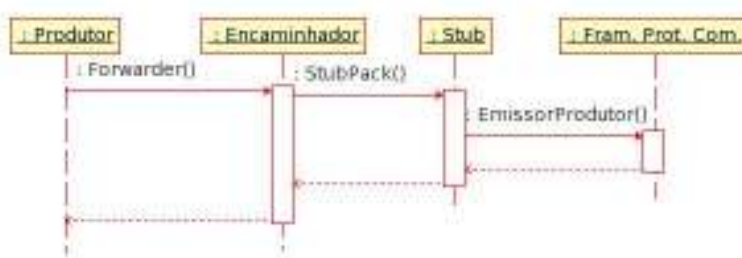 : Produtor
: Encaminhador
: Stub
: Fram. Prot. Com.
: Forwarder()
: StubPack()
: EmissorProdutor()